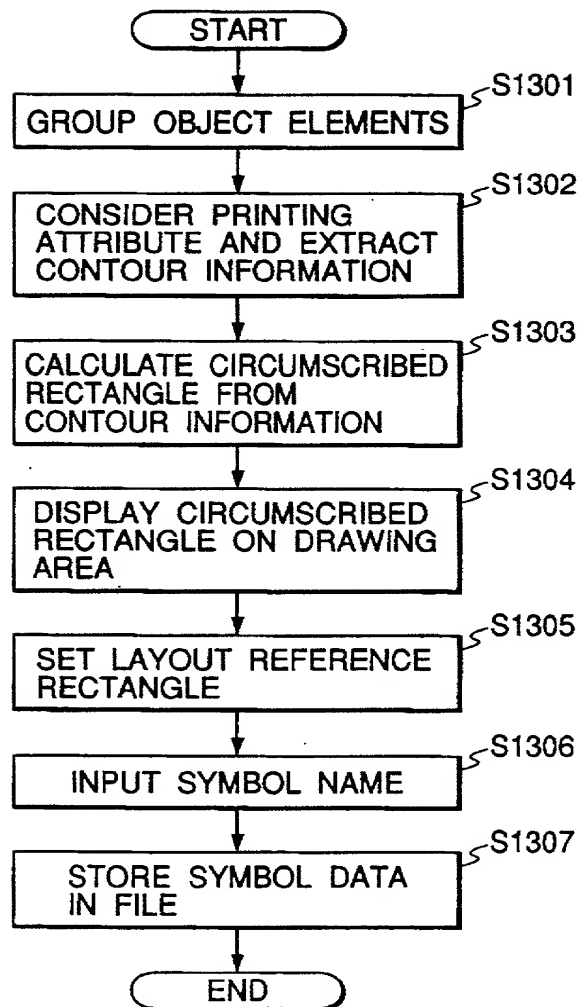 START
S1301
GROUP OBJECT ELEMENTS
S1302
CONSIDER PRINTING
ATTRIBUTE AND EXTRACT
CONTOUR INFORMATION
S1303
CALCULATE CIRCUMSCRIBED
RECTANGLE FROM
CONTOUR INFORMATION
S1304
DISPLAY CIRCUMSCRIBED
RECTANGLE ON DRAWING
AREA
S1305
SET LAYOUT REFERENCE
RECTANGLE
S1306
INPUT SYMBOL NAME
S1307
STORE SYMBOL DATA
IN FILE
END